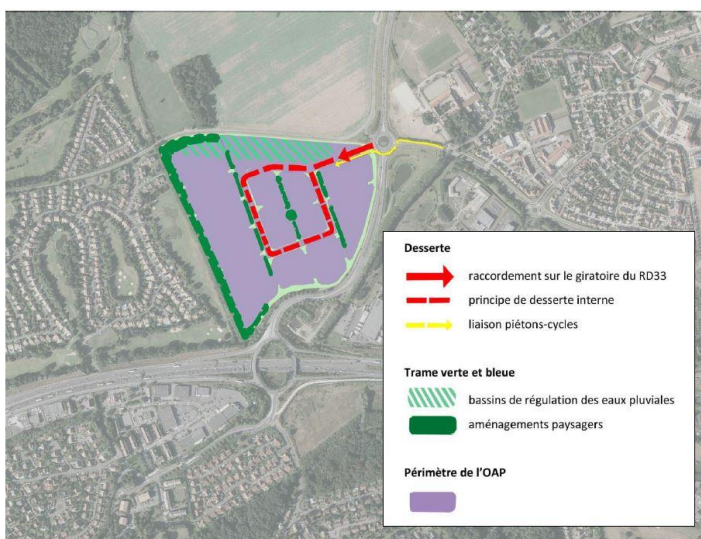 Desserte
raccordement sur le giratoire du RD33
principe de desserte interne
liaison piétons-cycles
Trame verte et bleue
bassins de régulation des eaux pluviales
aménagements paysagers
Périmètre de l'OAP